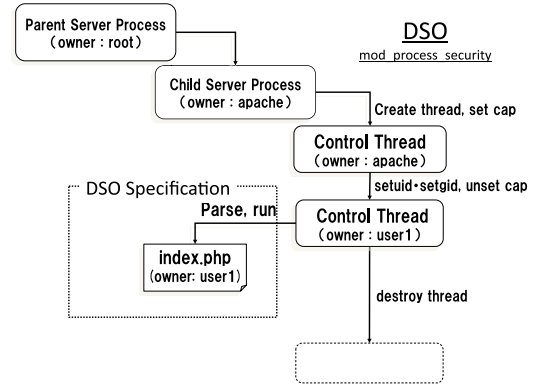 Parent Server Process
(owner : root)
DSO
mod_process_security
Child Server Process
(owner : apache)
Create thread, set cap
Control Thread
(owner : apache)
setuid・setgid, unset cap
DSO Specification
Parse, run
Control Thread
(owner : user1)
index.php
(owner: user1)
destroy thread